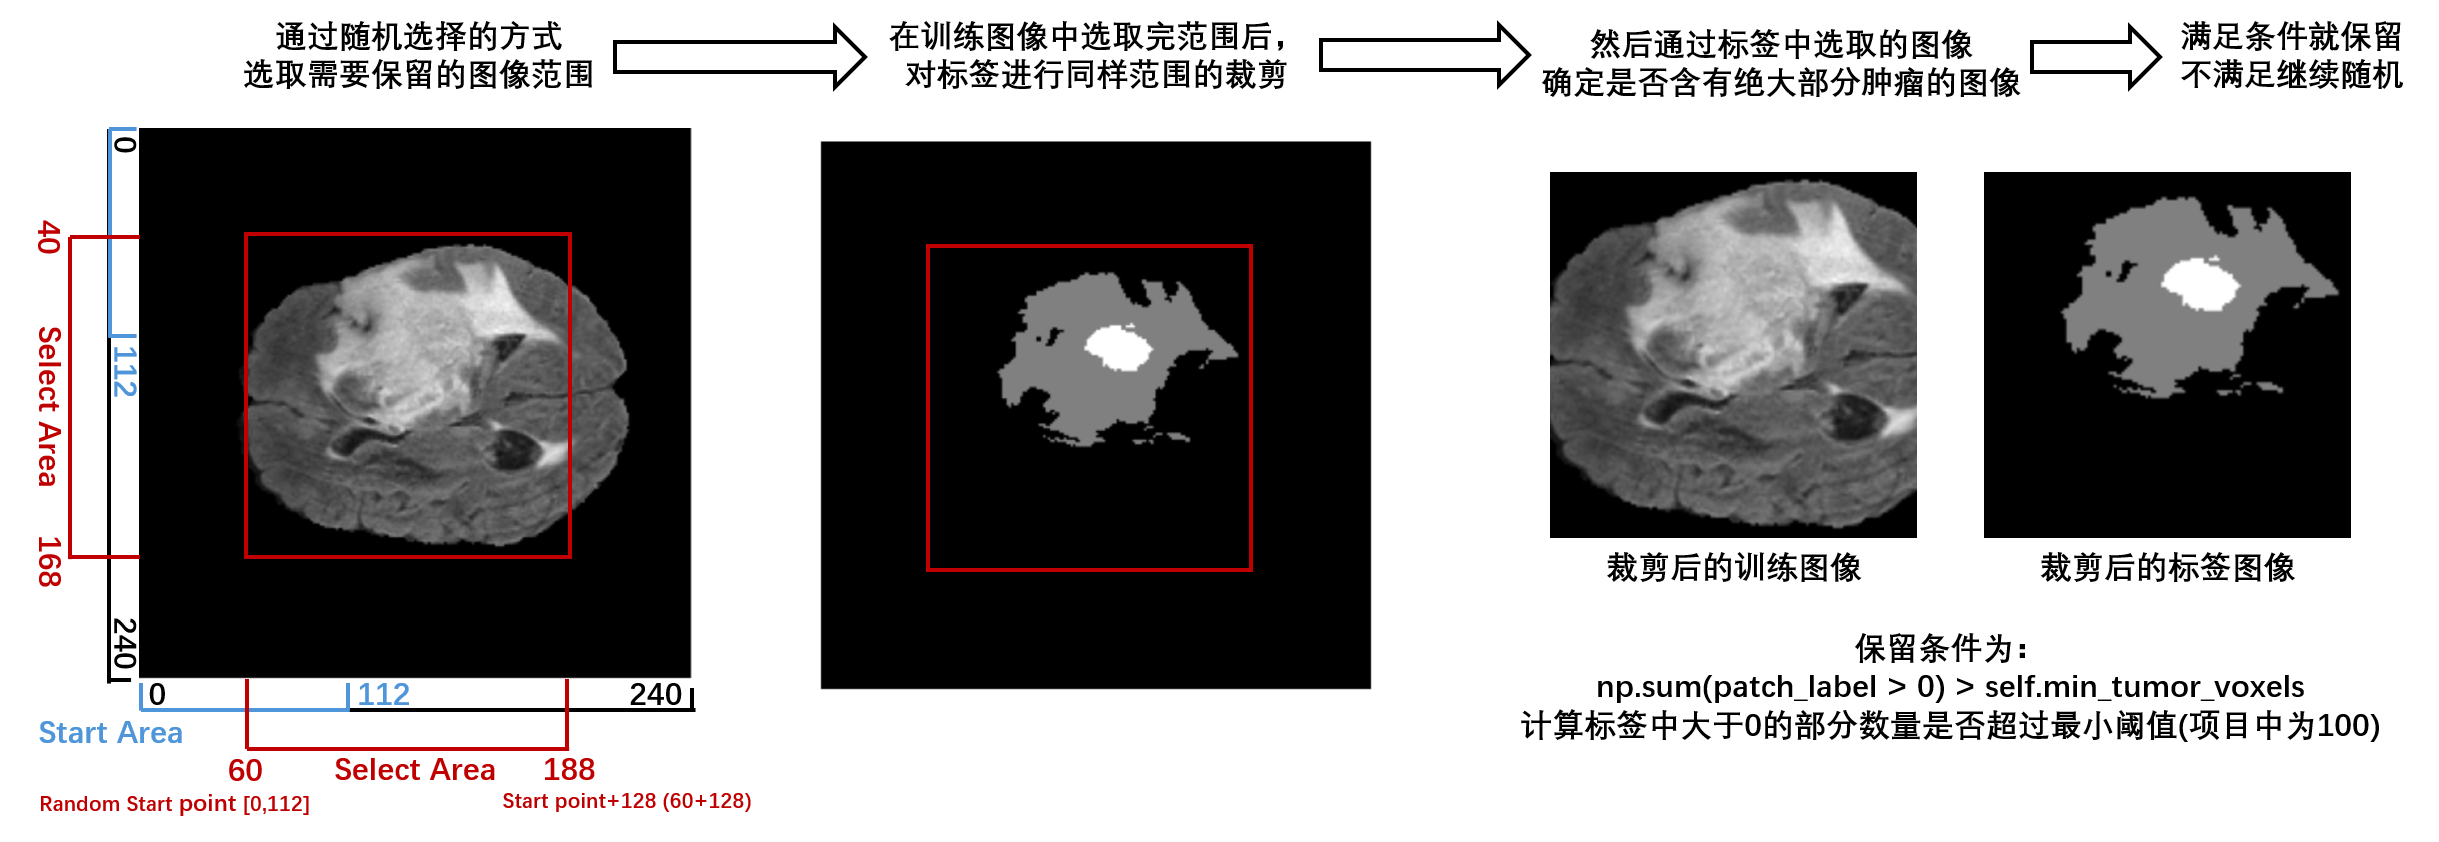 通过随机选择的方式
选取需要保留的图像范围
在训练图像中选取完范围后，
对标签进行同样范围的裁剪
然后通过标签中选取的图像
确定是否含有绝大部分肿瘤的图像
满足条件就保留
不满足继续随机
0
112
240
40
Select Area
168
0
112
240
Start Area
60
Select Area
188
Random Start point [0,112]
Start point+128 (60+128)
裁剪后的训练图像
裁剪后的标签图像
保留条件为：
np.sum(patch_label > 0) > self.min_tumor_voxels
计算标签中大于0的部分数量是否超过最小阈值(项目中为100)